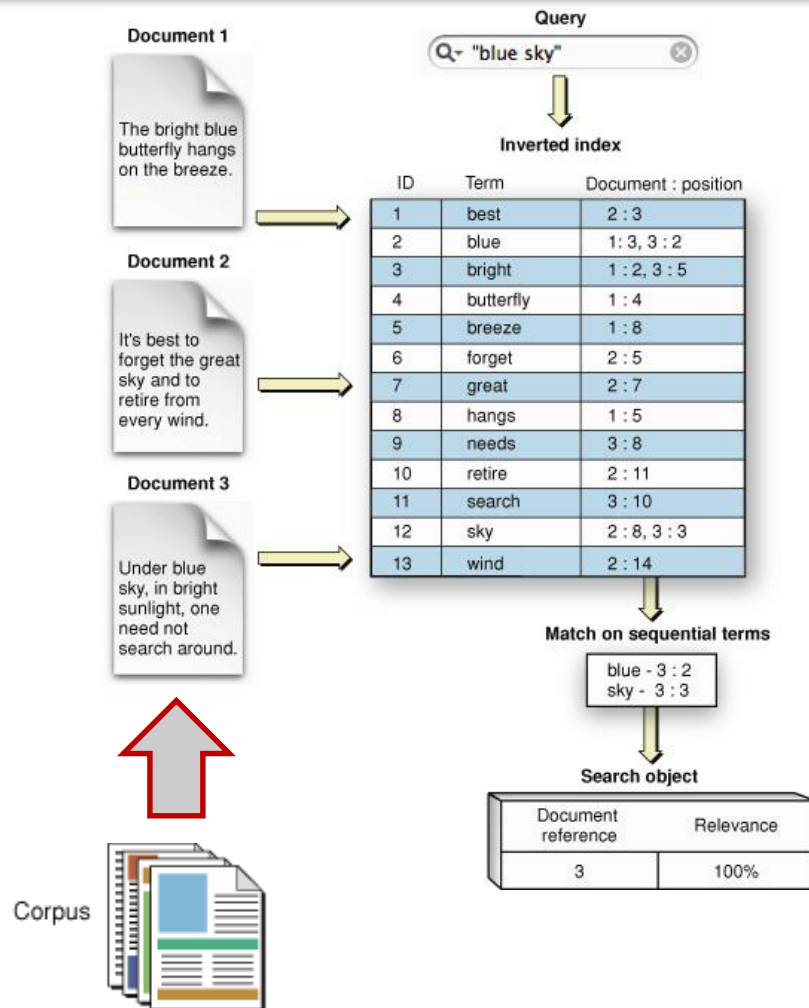 Document 1
The bright blue
butterfly hangs
on the breeze.
Document 2
It's best to
forget the great
sky and to
retire from
every wind.
Document 3
Under blue
sky, in bright
sunlight, one
need not
search around.
Corpus
Query
"blue sky"
Inverted index
ID Term Document : position
1 best 2 : 3
2 blue 1: 3, 3 : 2
3 bright 1 : 2, 3 : 5
4 butterfly 1 : 4
5 breeze 1 : 8
6 forget 2 : 5
7 great 2 : 7
8 hangs 1 : 5
9 needs 3 : 8
10 retire 2 : 11
11 search 3 : 10
12 sky 2 : 8, 3 : 3
13 wind 2 : 14
Match on sequential terms
blue - 3 : 2
sky - 3 : 3
Search object
Document
reference
Relevance
3 100%